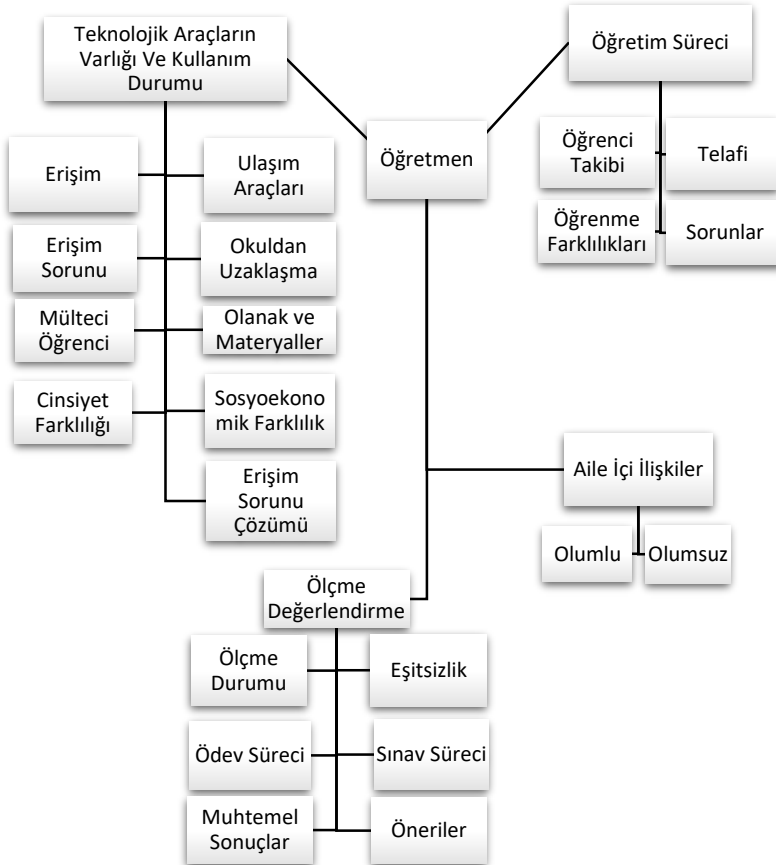 Teknolojik Araçların
Varlığı Ve Kullanım
Durumu
Öğretim Süreci
Öğretmen
Erişim
Ulaşım
Araçları
Öğrenci
Takibi
Telafi
Erişim
Sorunu
Okuldan
Uzaklaşma
Öğrenme
Farklılıkları
Sorunlar
Mülteci
Öğrenci
Olanak ve
Materyaller
Cinsiyet
Farklılığı
Sosyoekono
mik Farklılık
Erişim
Sorunu
Çözümü
Aile İçi İlişkiler
Olumlu
Olumsuz
Ölçme
Değerlendirme
Ölçme
Durumu
Eşitsizlik
Ödev Süreci
Sınav Süreci
Muhtemel
Sonuçlar
Öneriler